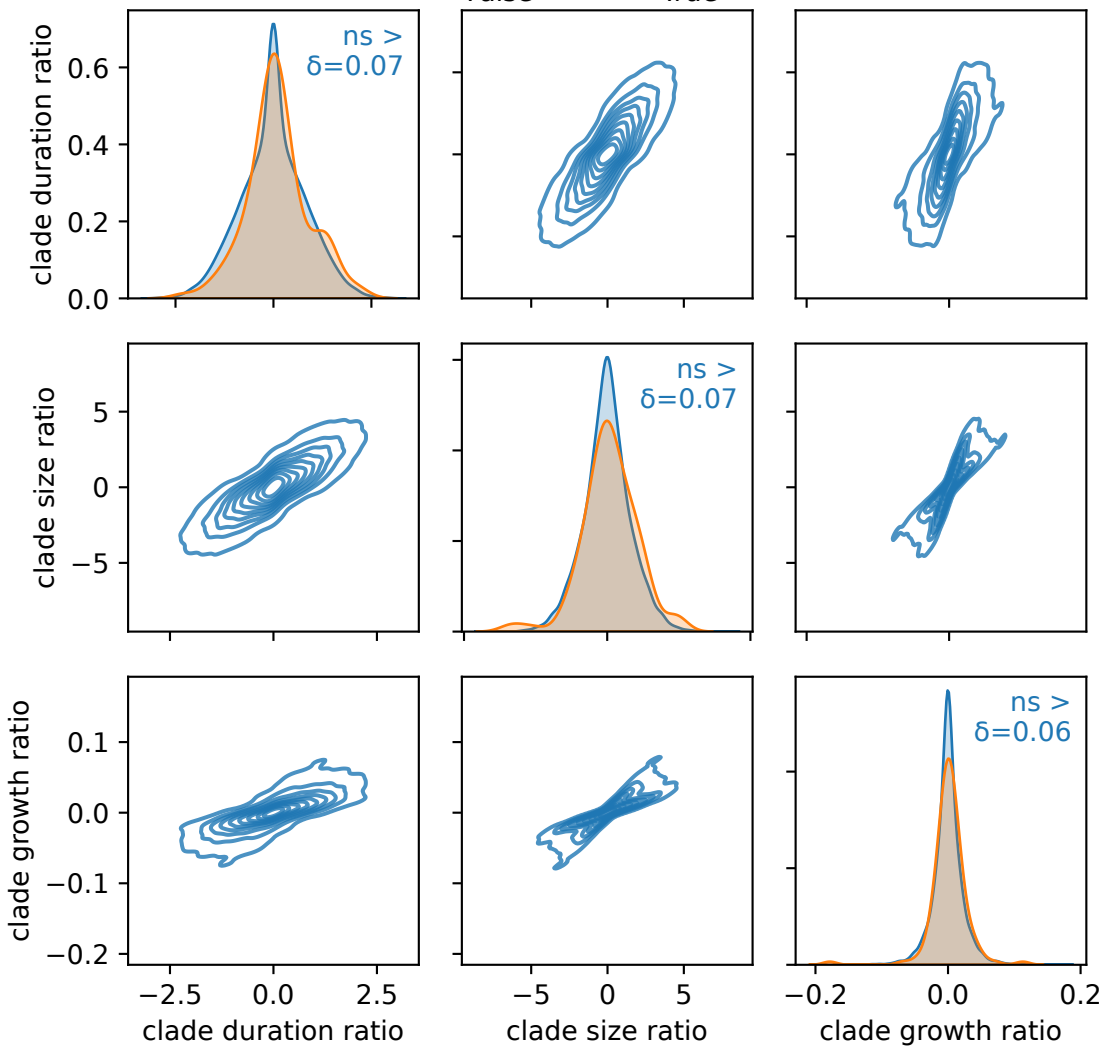 clade duration ratio
0.6
0.4
0.2
0.0
ns >
δ=0.07
clade size ratio
5
0
−5
ns >
δ=0.07
clade growth ratio
0.1
0.0
−0.1
−0.2
ns >
δ=0.06
−2.5 0.0 2.5
clade duration ratio
−5 0 5
clade size ratio
−0.2 0.0 0.2
clade growth ratio